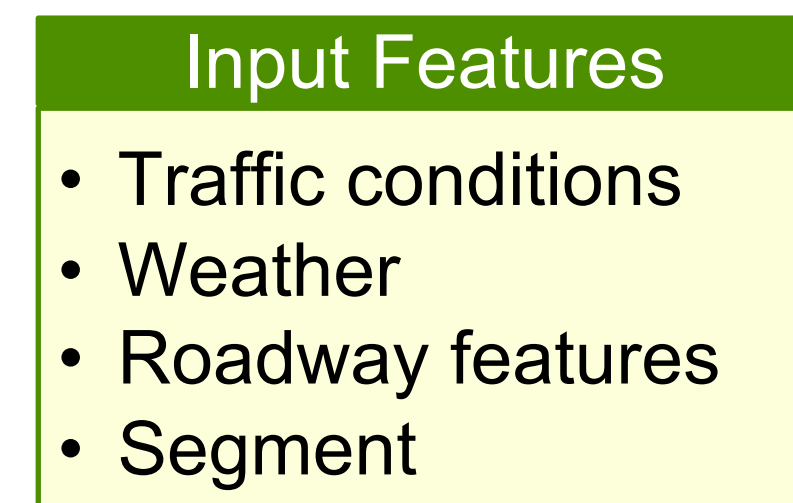 Input Features
• Traffic conditions
• Weather
• Roadway features
• Segment